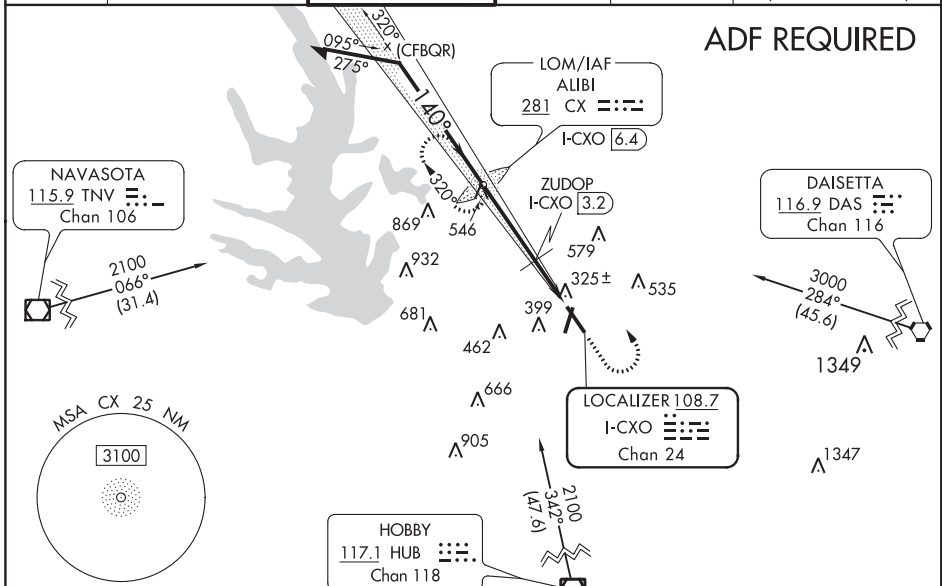 ADF REQUIRED
320°
095°
275°
(CFBQR)
140°
320°
LOM/IAF
ALIBI
281 CX
I-CXO 6.4
ZUDOP
I-CXO 3.2
NAVASOTA
115.9 TNV
Chan 106
2100
066°
(31.4)
DAISETTA
116.9 DAS
Chan 116
3000
284°
(45.6)
869
546
579
932
325±
535
681
399
462
1349
666
905
1347
LOCALIZER 108.7
I-CXO
Chan 24
MSA CX 25 NM
3100
2100
342°
(47.6)
HOBBY
117.1 HUB
Chan 118